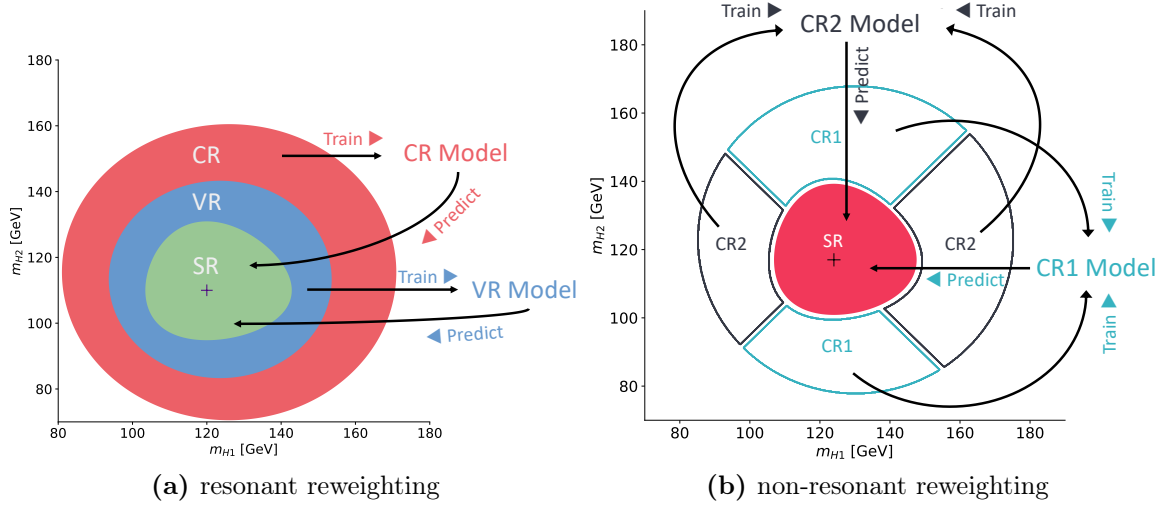 180
160
140
120
100
80
80
100
120
140
160
180
m_{H2} [GeV]
m_{H1} [GeV]
CR
VR
SR
Train ▶
CR Model
◀ Predict
Train ▶
VR Model
◀ Predict
(a) resonant reweighting
Train ▶
CR2 Model
◀ Train
Predict ▶
180
160
140
120
100
80
80
100
120
140
160
180
m_{H2} [GeV]
m_{H1} [GeV]
CR1
CR2
SR
CR2
CR1
Train ▶
CR1 Model
◀ Predict
Train ▶
(b) non-resonant reweighting